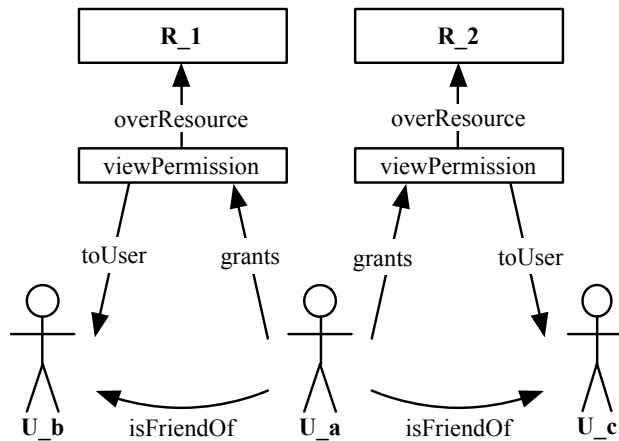 R_1
R_2
overResource
overResource
viewPermission
viewPermission
toUser
grants
grants
toUser
U_b
isFriendOf
U_a
isFriendOf
U_c